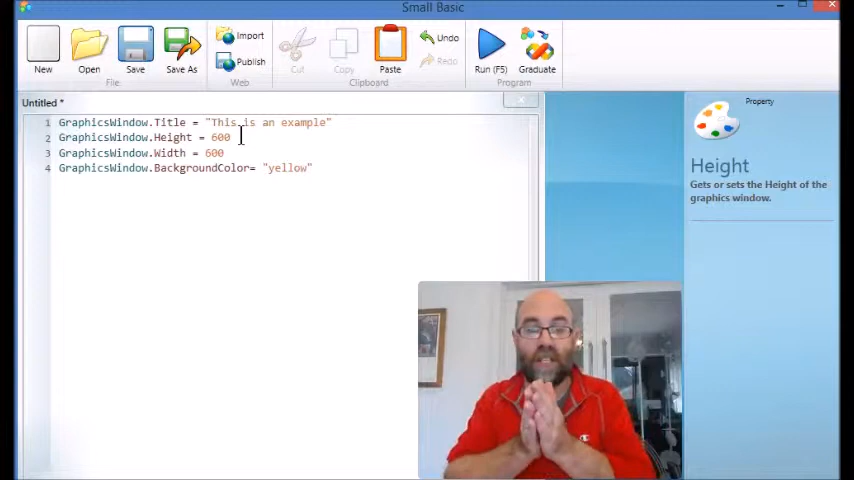 Small Basic
New
Open
Save
Save As
Import
Publish
File
Web
Cut
Copy
Paste
Undo
Redo
Clipboard
Run (F5)
Graduate
Program
Untitled *
1 GraphicsWindow.Title = "This is an example"
2 GraphicsWindow.Height = 600
3 GraphicsWindow.Width = 600
4 GraphicsWindow.BackgroundColor= "yellow"
Property
Height
Gets or sets the Height of the
graphics window.